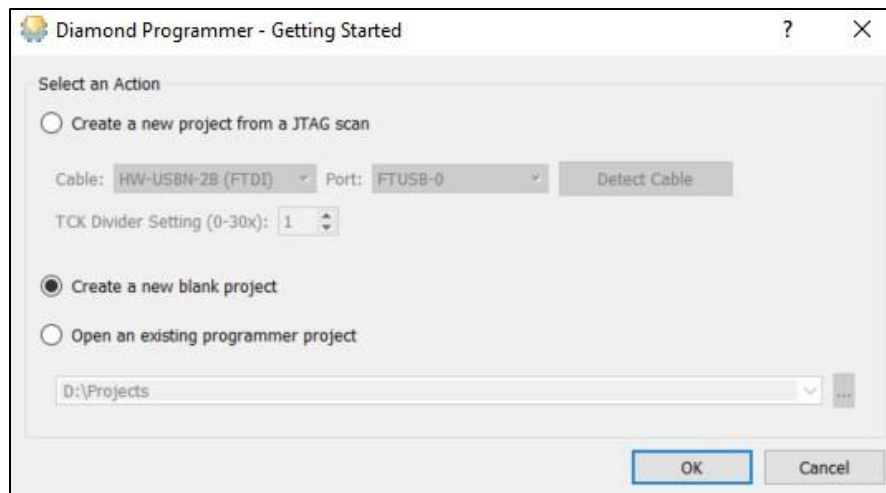 Diamond Programmer - Getting Started ? X
Select an Action
Create a new project from a JTAG scan
Cable: HW-USBN-2B (FTDI) Port: FTUSB-0 Detect Cable
TCK Divider Setting (0-30x): 1
Create a new blank project
Open an existing programmer project
D:\Projects ...
OK Cancel